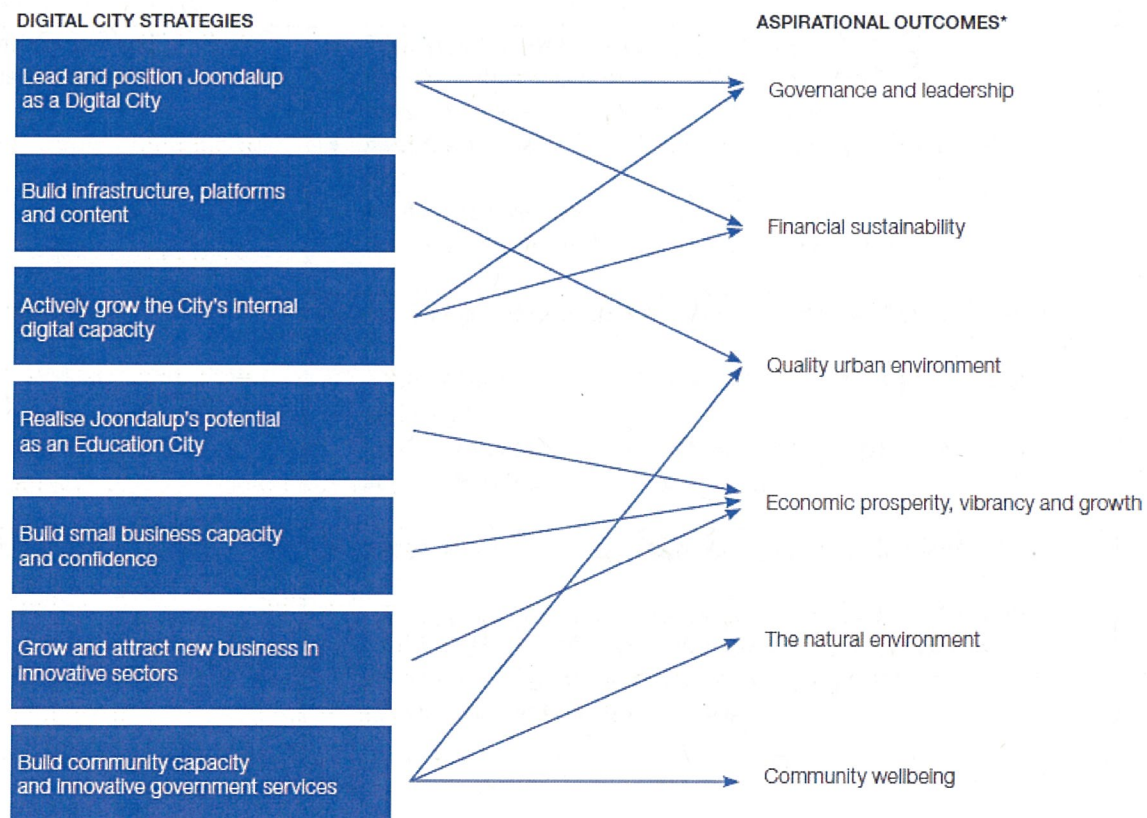 DIGITAL CITY STRATEGIES
Lead and position Joondalup
as a Digital City
Build infrastructure, platforms
and content
Actively grow the City's internal
digital capacity
Realise Joondalup's potential
as an Education City
Build small business capacity
and confidence
Grow and attract new business in
innovative sectors
Build community capacity
and innovative government services
ASPIRATIONAL OUTCOMES*
Governance and leadership
Financial sustainability
Quality urban environment
Economic prosperity, vibrancy and growth
The natural environment
Community wellbeing